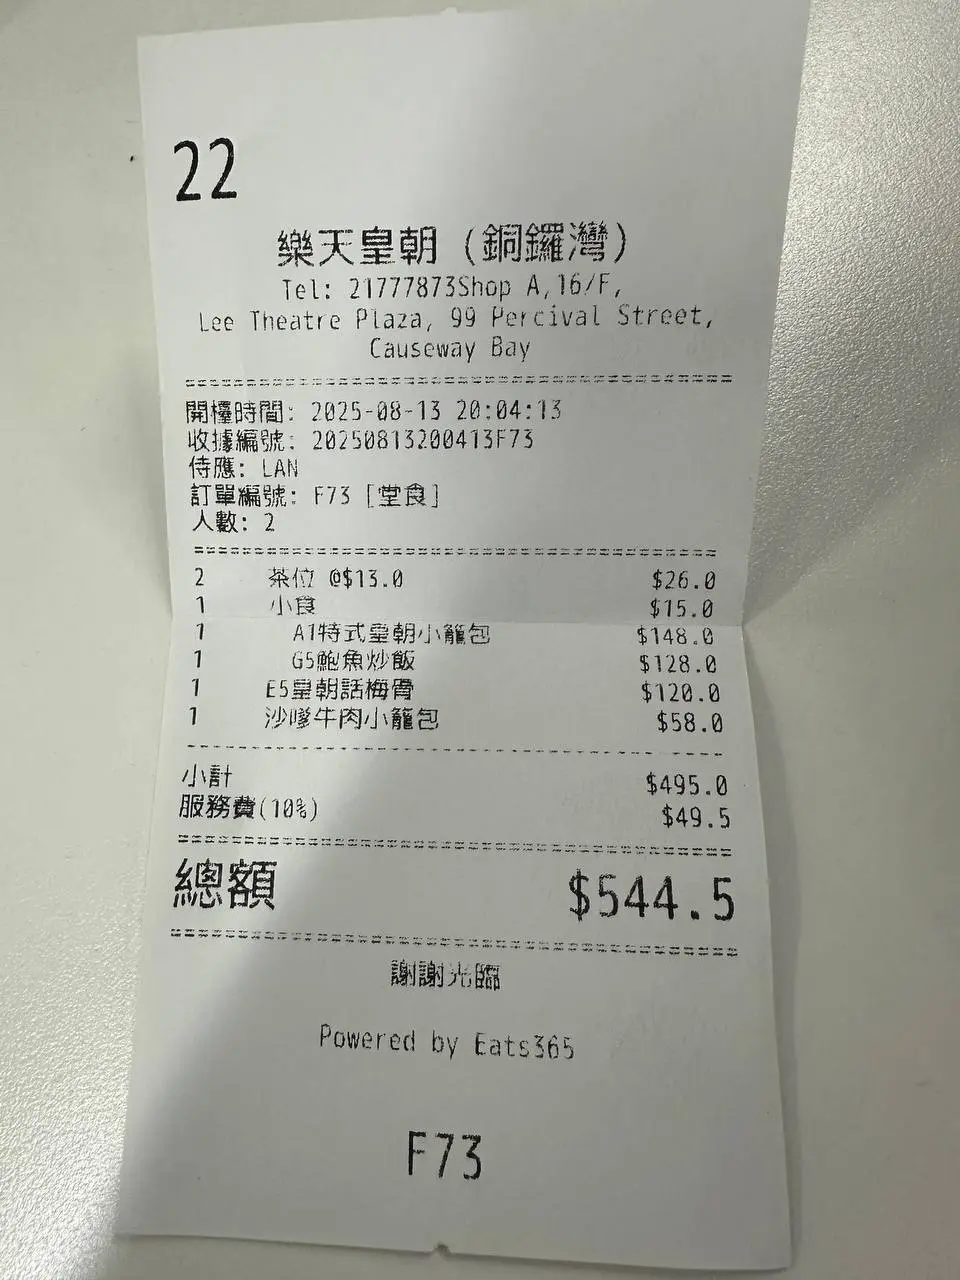 22
樂天皇朝 (銅鑼灣)
Tel: 21777873Shop A,16/F,
Lee Theatre Plaza, 99 Percival Street,
Causeway Bay
開檯時間: 2025-08-13 20:04:13
收據編號: 20250813200413F73
侍應: LAN
訂單編號: F73 [堂食]
人數: 2
2 茶位 @$13.0 $26.0
1 小食 $15.0
1 A1特式皇朝小籠包 $148.0
1 G5鮑魚炒飯 $128.0
1 E5皇朝話梅骨 $120.0
1 沙嗲牛肉小籠包 $58.0
小計 $495.0
服務費(10%) $49.5
總額 $544.5
謝謝光臨
Powered by Eats365
F73